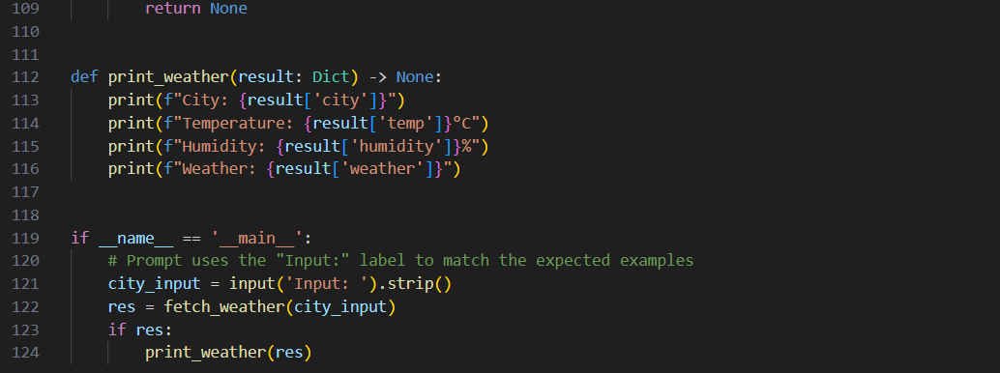 109 return None
110
111
112 def print_weather(result: Dict) -> None:
113     print(f"City: {result['city']}")
114     print(f"Temperature: {result['temp']}°C")
115     print(f"Humidity: {result['humidity']}%")
116     print(f"Weather: {result['weather']}")
117
118
119 if __name__ == '__main__':
120     # Prompt uses the "Input:" label to match the expected examples
121     city_input = input('Input: ').strip()
122     res = fetch_weather(city_input)
123     if res:
124         print_weather(res)